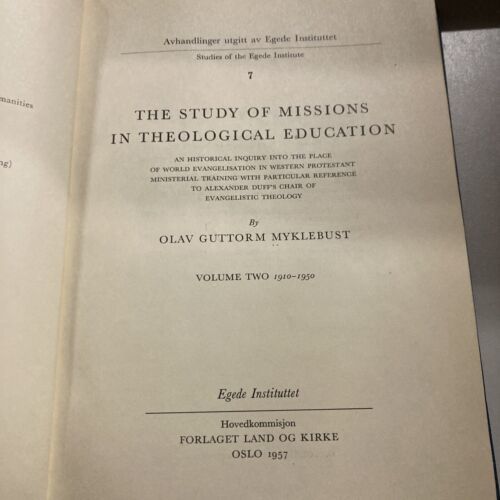 manities
ng)
Avhandlinger utgitt av Egede Instituttet
Studies of the Egede Institute
7
THE STUDY OF MISSIONS
IN THEOLOGICAL EDUCATION
AN HISTORICAL INQUIRY INTO THE PLACE
OF WORLD EVANGELISATION IN WESTERN PROTESTANT
MINISTERIAL TRAINING WITH PARTICULAR REFERENCE
TO ALEXANDER DUFF'S CHAIR OF
EVANGELISTIC THEOLOGY
By
OLAV GUTTORM MYKLEBUST
VOLUME TWO 1910-1950
Egede Instituttet
Hovedkommisjon
FORLAGET LAND OG KIRKE
OSLO 1957